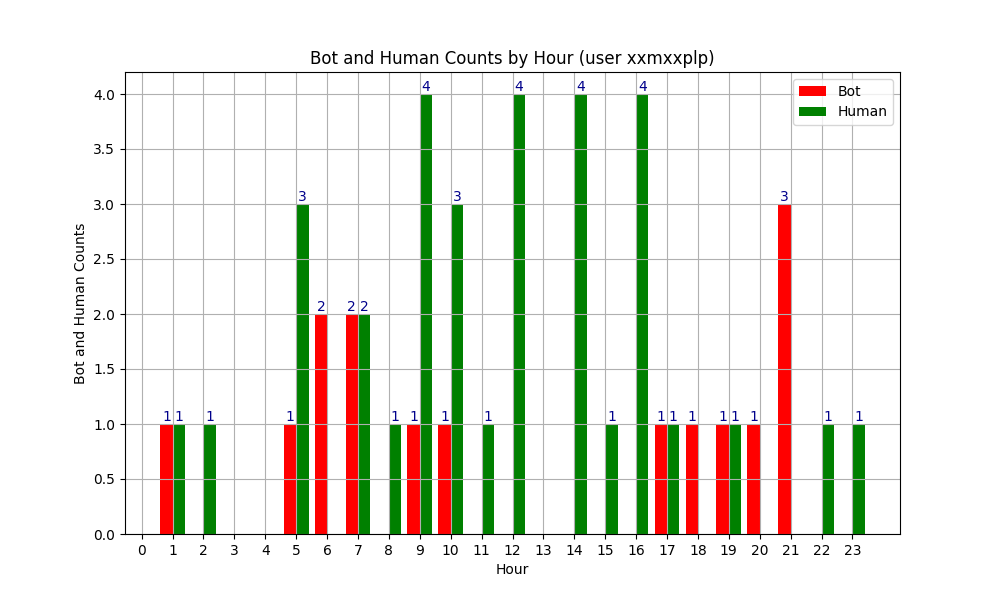 Bot and Human Counts by Hour (user xxmxxplp)
Bot
Human
Bot and Human Counts
4.0
3.5
3.0
2.5
2.0
1.5
1.0
0.5
0.0
4 4 4 4
3 3 3
2 2 2
1 1 1 1 1 1 1 1 1 1 1 1 1 1 1 1 1
0 1 2 3 4 5 6 7 8 9 10 11 12 13 14 15 16 17 18 19 20 21 22 23
Hour